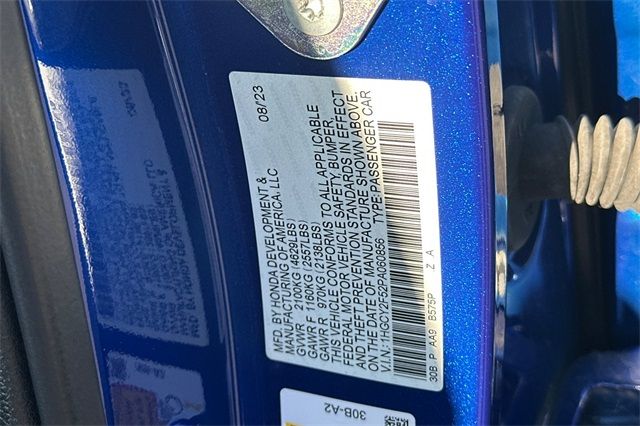 MFD. BY HONDA DEVELOPMENT &
MANUFACTURING OF AMERICA, LLC
08/23
GVWR 2100KG (4629LBS)
GAWR F 1160KG (2557LBS)
GAWR R 970KG (2138LBS)
THIS VEHICLE CONFORMS TO ALL APPLICABLE
FEDERAL MOTOR VEHICLE SAFETY, BUMPER,
AND THEFT PREVENTION STANDARDS IN EFFECT
ON THE DATE OF MANUFACTURE SHOWN ABOVE.
V.I.N.: 1HGCY2F52PA060866 TYPE:PASSENGER CAR
30B P AA9 B575P Z A
30B-A2